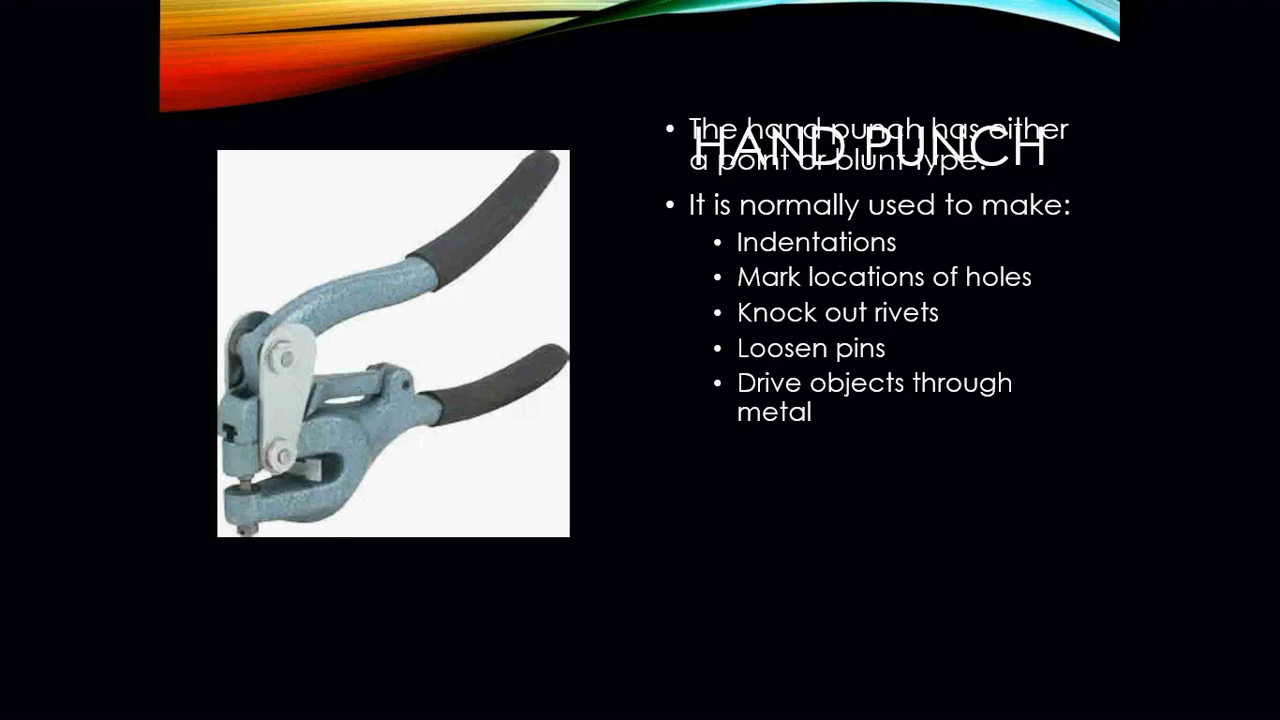 HAND PUNCH
• The hand punch has either
a point or blunt type.
• It is normally used to make:
• Indentations
• Mark locations of holes
• Knock out rivets
• Loosen pins
• Drive objects through
metal